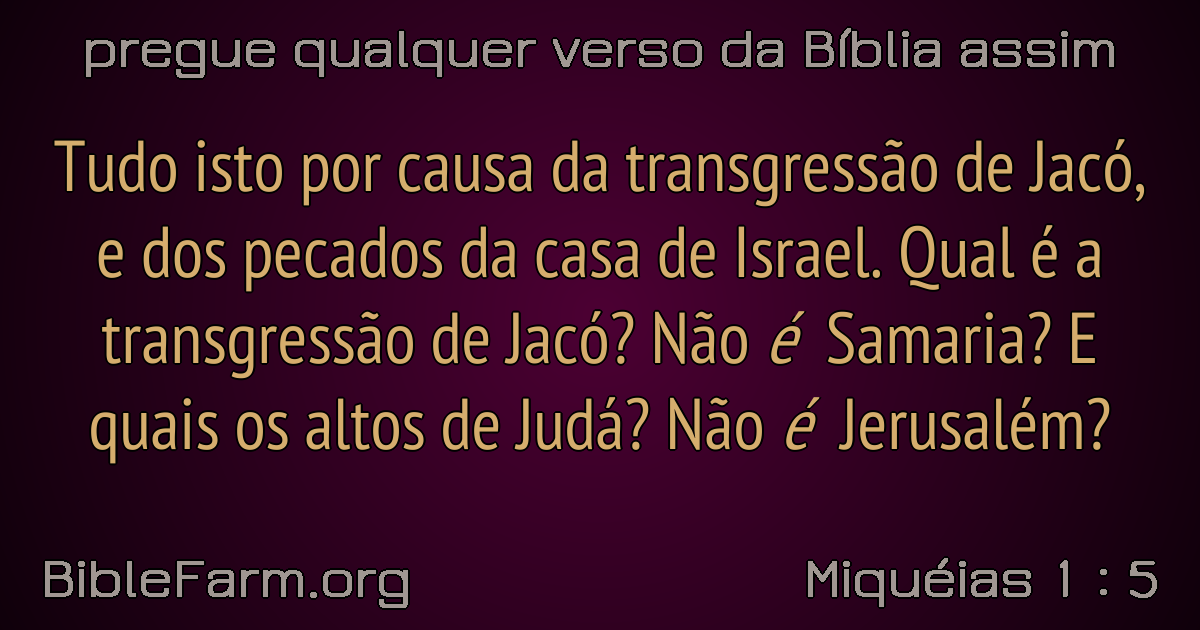 pregue qualquer verso da Bíblia assim
Tudo isto por causa da transgressão de Jacó,
e dos pecados da casa de Israel. Qual é a
transgressão de Jacó? Não é Samaria? E
quais os altos de Judá? Não é Jerusalém?
BibleFarm.org
Miquéias 1 : 5